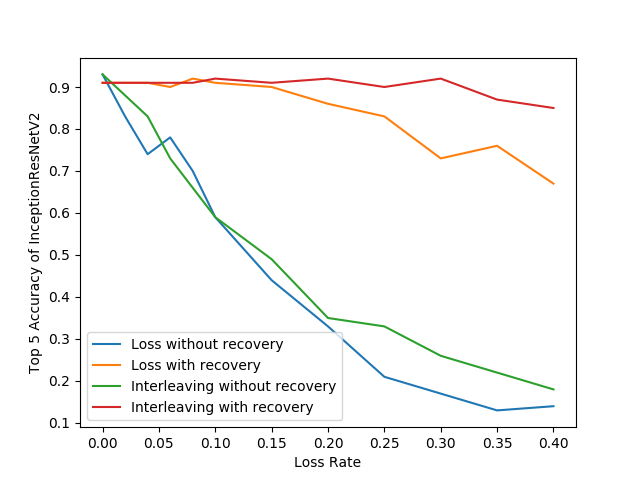 0.9
0.8
0.7
0.6
0.5
0.4
0.3
0.2
0.1
Top 5 Accuracy of InceptionResNetV2
Loss without recovery
Loss with recovery
Interleaving without recovery
Interleaving with recovery
0.00 0.05 0.10 0.15 0.20 0.25 0.30 0.35 0.40
Loss Rate